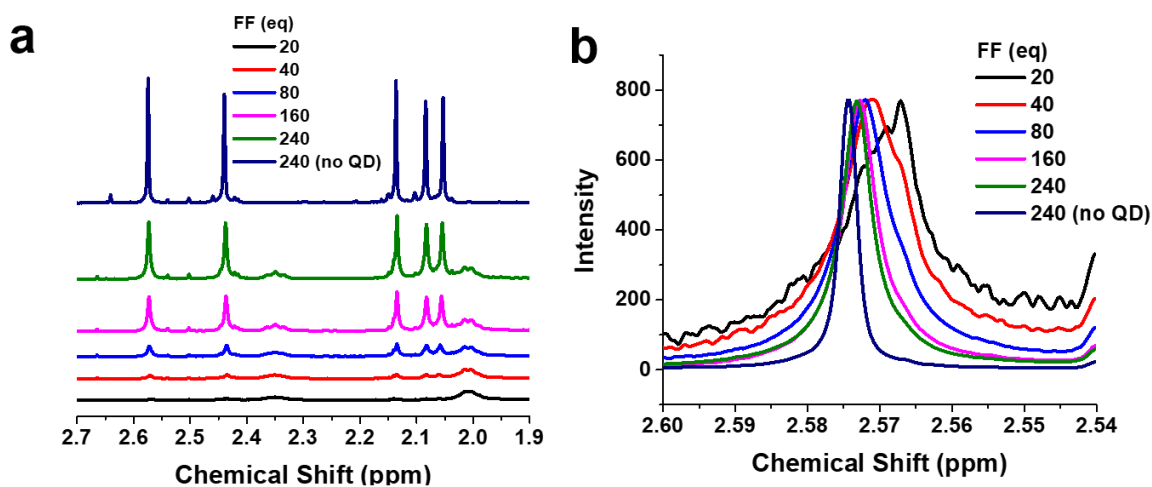 a
FF (eq)
20
40
80
160
240
240 (no QD)
2.7 2.6 2.5 2.4 2.3 2.2 2.1 2.0 1.9
Chemical Shift (ppm)
b
FF (eq)
20
40
80
160
240
240 (no QD)
800
600
400
200
0
Intensity
2.60 2.59 2.58 2.57 2.56 2.55 2.54
Chemical Shift (ppm)